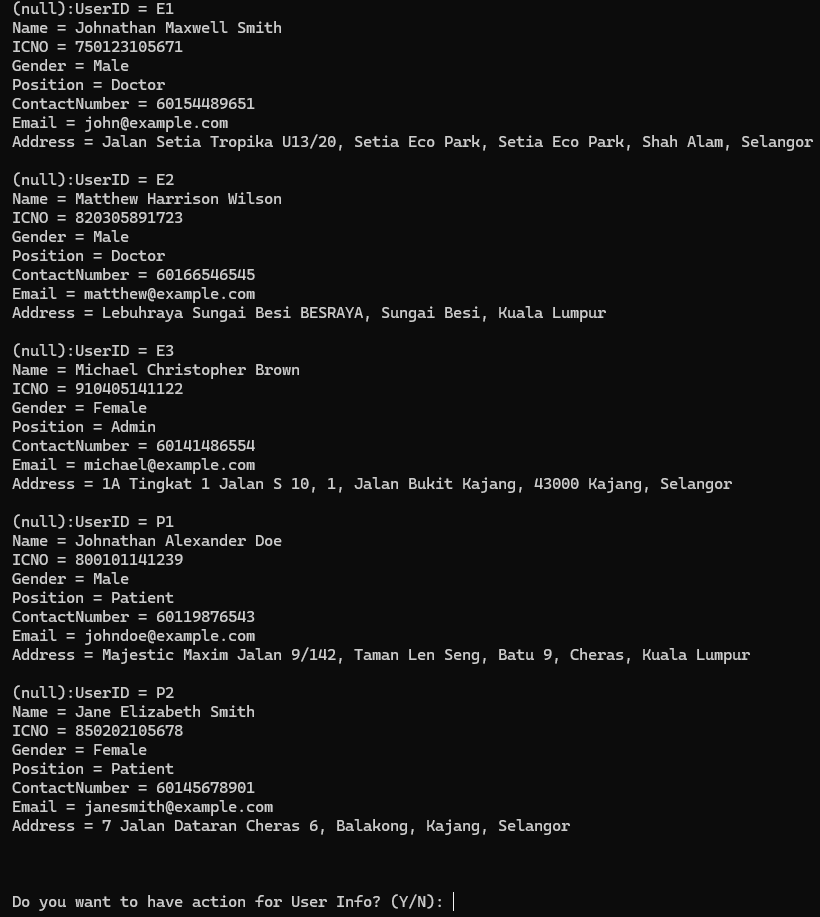 (null):UserID = E1
Name = Johnathan Maxwell Smith
ICNO = 750123105671
Gender = Male
Position = Doctor
ContactNumber = 60154489651
Email = john@example.com
Address = Jalan Setia Tropika U13/20, Setia Eco Park, Setia Eco Park, Shah Alam, Selangor
(null):UserID = E2
Name = Matthew Harrison Wilson
ICNO = 820305891723
Gender = Male
Position = Doctor
ContactNumber = 60166546545
Email = matthew@example.com
Address = Lebuhraya Sungai Besi BESRAYA, Sungai Besi, Kuala Lumpur
(null):UserID = E3
Name = Michael Christopher Brown
ICNO = 910405141122
Gender = Female
Position = Admin
ContactNumber = 60141486554
Email = michael@example.com
Address = 1A Tingkat 1 Jalan S 10, 1, Jalan Bukit Kajang, 43000 Kajang, Selangor
(null):UserID = P1
Name = Johnathan Alexander Doe
ICNO = 800101141239
Gender = Male
Position = Patient
ContactNumber = 60119876543
Email = johndoe@example.com
Address = Majestic Maxim Jalan 9/142, Taman Len Seng, Batu 9, Cheras, Kuala Lumpur
(null):UserID = P2
Name = Jane Elizabeth Smith
ICNO = 850202105678
Gender = Female
Position = Patient
ContactNumber = 60145678901
Email = janesmith@example.com
Address = 7 Jalan Dataran Cheras 6, Balakong, Kajang, Selangor
Do you want to have action for User Info? (Y/N):